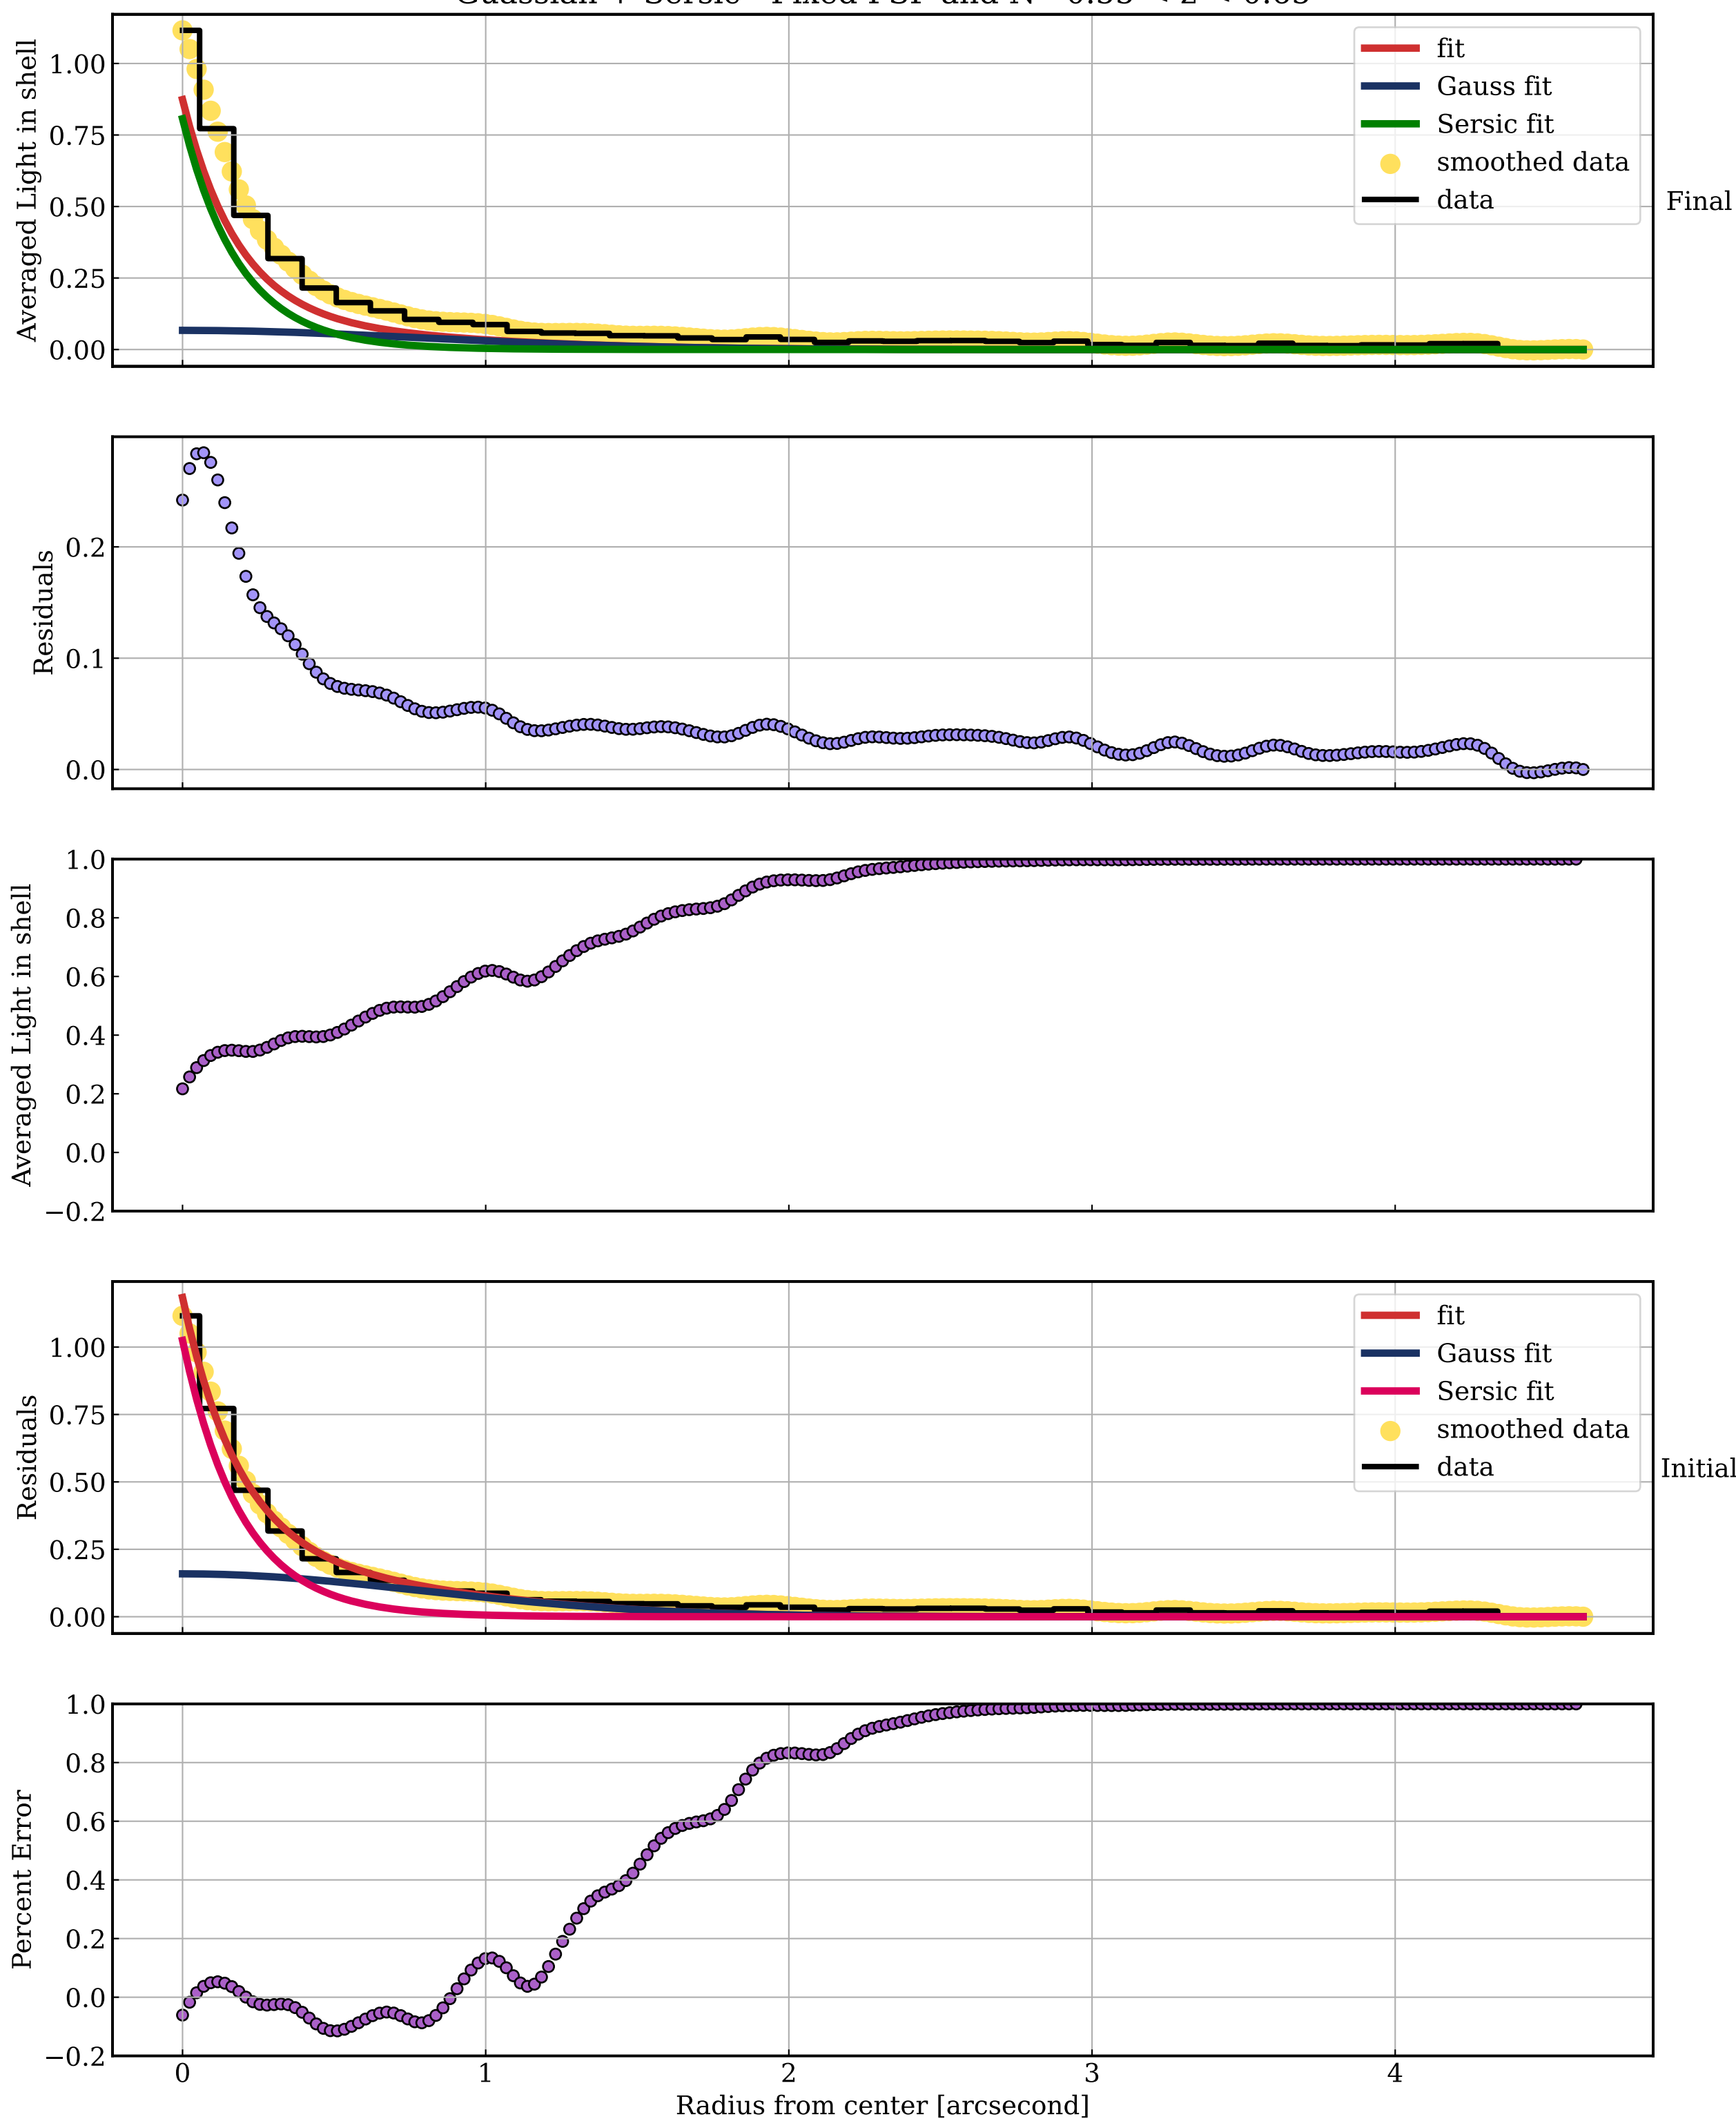 fit
Gauss fit
Sersic fit
smoothed data
data
Averaged Light in shell
1.00
0.75
0.50
0.25
0.00
Final
Residuals
0.2
0.1
0.0
Averaged Light in shell
1.0
0.8
0.6
0.4
0.2
0.0
−0.2
fit
Gauss fit
Sersic fit
smoothed data
data
Residuals
1.00
0.75
0.50
0.25
0.00
Initial
Percent Error
1.0
0.8
0.6
0.4
0.2
0.0
−0.2
0 1 2 3 4
Radius from center [arcsecond]